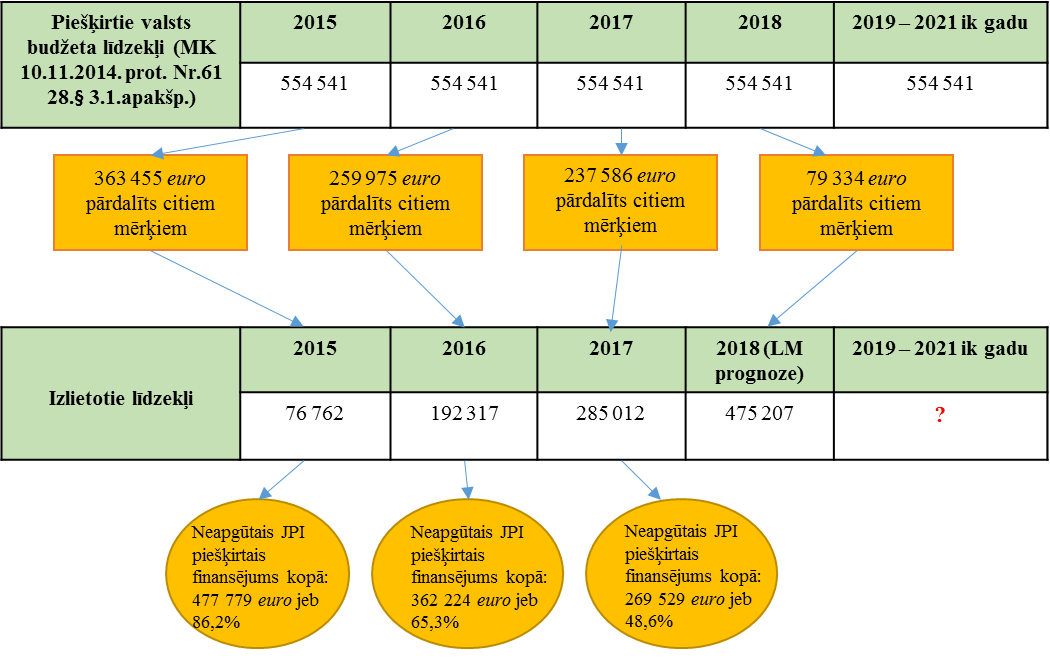 Piešķirtie valsts
budžeta līdzekļi (MK
10.11.2014. prot. Nr.61
28.§ 3.1.apakšp.)
2015
2016
2017
2018
2019 – 2021 ik gadu
554 541
554 541
554 541
554 541
554 541
363 455 euro
pārdalīts citiem
mērķiem
259 975 euro
pārdalīts citiem
mērķiem
237 586 euro
pārdalīts citiem
mērķiem
79 334 euro
pārdalīts citiem
mērķiem
Izlietotie līdzekļi
2015
2016
2017
2018 (LM
prognoze)
2019 – 2021 ik gadu
76 762
192 317
285 012
475 207
?
Neapgūtais JPI
piešķirtais
finansējums kopā:
477 779 euro jeb
86,2%
Neapgūtais JPI
piešķirtais
finansējums kopā:
362 224 euro jeb
65,3%
Neapgūtais JPI
piešķirtais
finansējums kopā:
269 529 euro jeb
48,6%